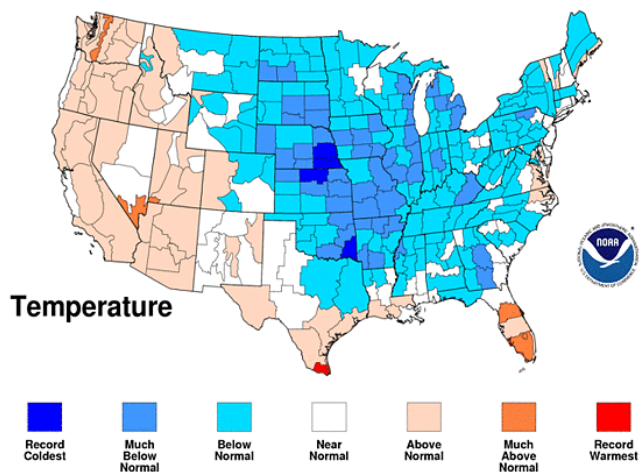 NOAA
Temperature
Record
Coldest
Much
Below
Normal
Below
Normal
Near
Normal
Above
Normal
Much
Above
Normal
Record
Warmest